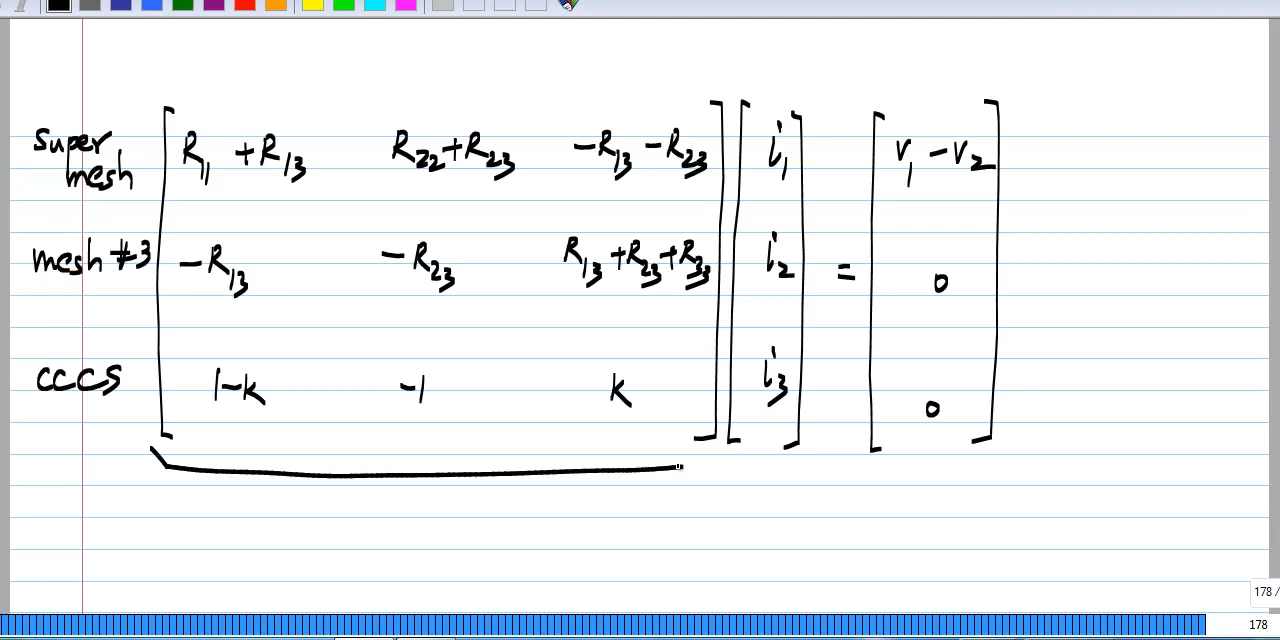 Super mesh R11 + R13 R22 + R23 -R13 - R23 i1 V1 - V2
mesh #3 -R13 -R23 R13 + R23 + R33 i2 = 0
CCCS 1-k -1 k i3 0
178 /
178